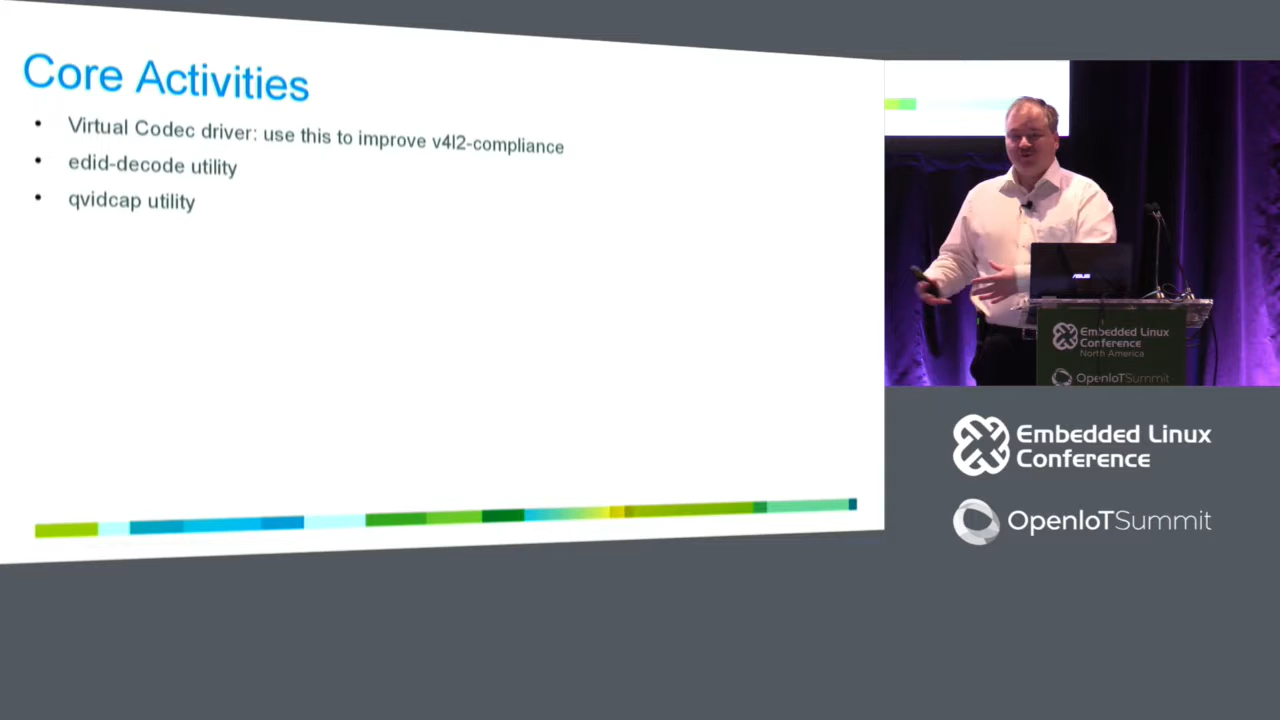 Core Activities
• Virtual Codec driver: use this to improve v4l2-compliance
• edid-decode utility
• qvidcap utility
ASUS
Embedded Linux
Conference
North America
OpenIoTSummit
Embedded Linux
Conference
OpenIoTSummit